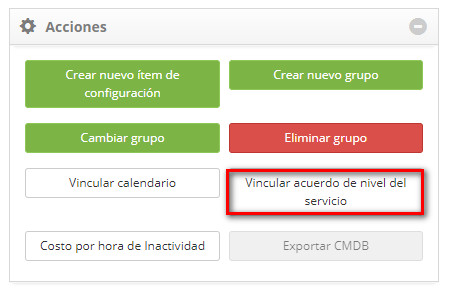 Acciones
Crear nuevo ítem de
configuración
Crear nuevo grupo
Cambiar grupo
Eliminar grupo
Vincular calendario
Vincular acuerdo de nivel del
servicio
Costo por hora de Inactividad
Exportar CMDB